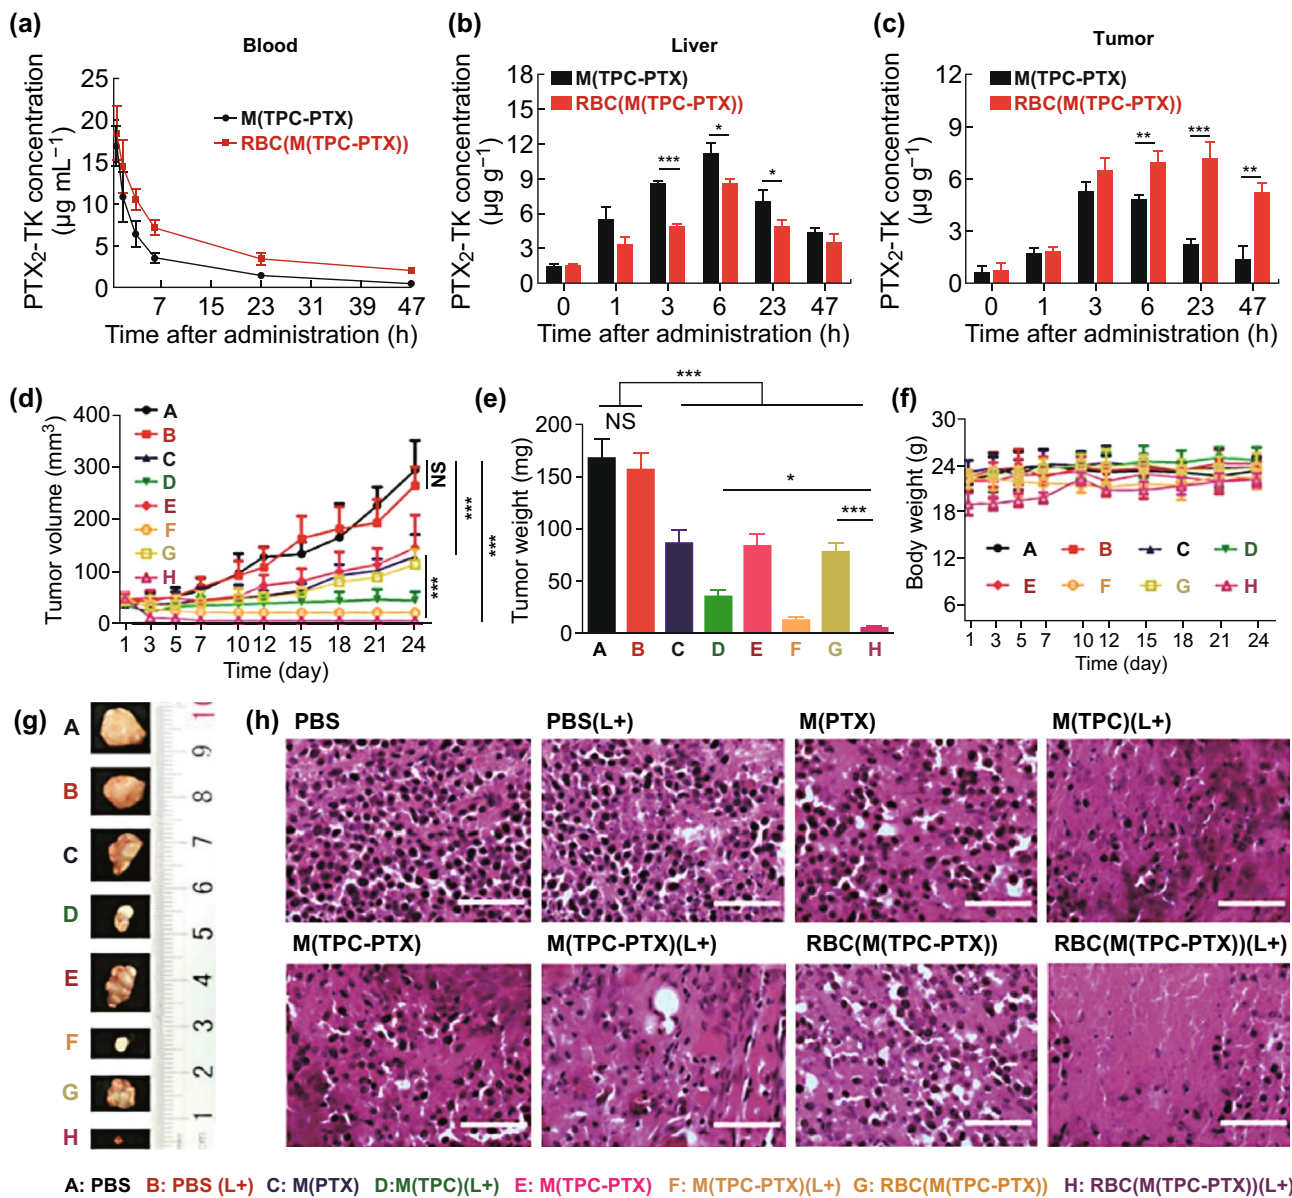 (a)
Blood
PTX2-TK concentration
(µg mL−1)
25
20
15
10
5
0
M(TPC-PTX)
RBC(M(TPC-PTX))
7 15 23 31 39 47
Time after administration (h)
(b)
Liver
PTX2-TK concentration
(µg g−1)
18
15
12
9
6
3
0
M(TPC-PTX)
RBC(M(TPC-PTX))
*** * *
0 1 3 6 23 47
Time after administration (h)
(c)
Tumor
PTX2-TK concentration
(µg g−1)
12
9
6
3
0
M(TPC-PTX)
RBC(M(TPC-PTX))
** *** **
0 1 3 6 23 47
Time after administration (h)
(d)
Tumor volume (mm3)
400
300
200
100
0
A
B
C
D
E
F
G
H
NS
***
***
***
1 3 5 7 10 12 15 18 21 24
Time (day)
(e)
Tumor weight (mg)
200
150
100
50
0
***
NS
*
***
A B C D E F G H
(f)
Body weight (g)
30
24
18
12
6
A B C D
E F G H
1 3 5 7 10 12 15 18 21 24
Time (day)
(g)
A
B
C
D
E
F
G
H
10
9
8
7
6
5
4
3
2
1
cm
(h)
PBS PBS(L+) M(PTX) M(TPC)(L+)
M(TPC-PTX) M(TPC-PTX)(L+) RBC(M(TPC-PTX)) RBC(M(TPC-PTX))(L+)
A: PBS B: PBS (L+) C: M(PTX) D:M(TPC)(L+) E: M(TPC-PTX) F: M(TPC-PTX)(L+) G: RBC(M(TPC-PTX)) H: RBC(M(TPC-PTX))(L+)